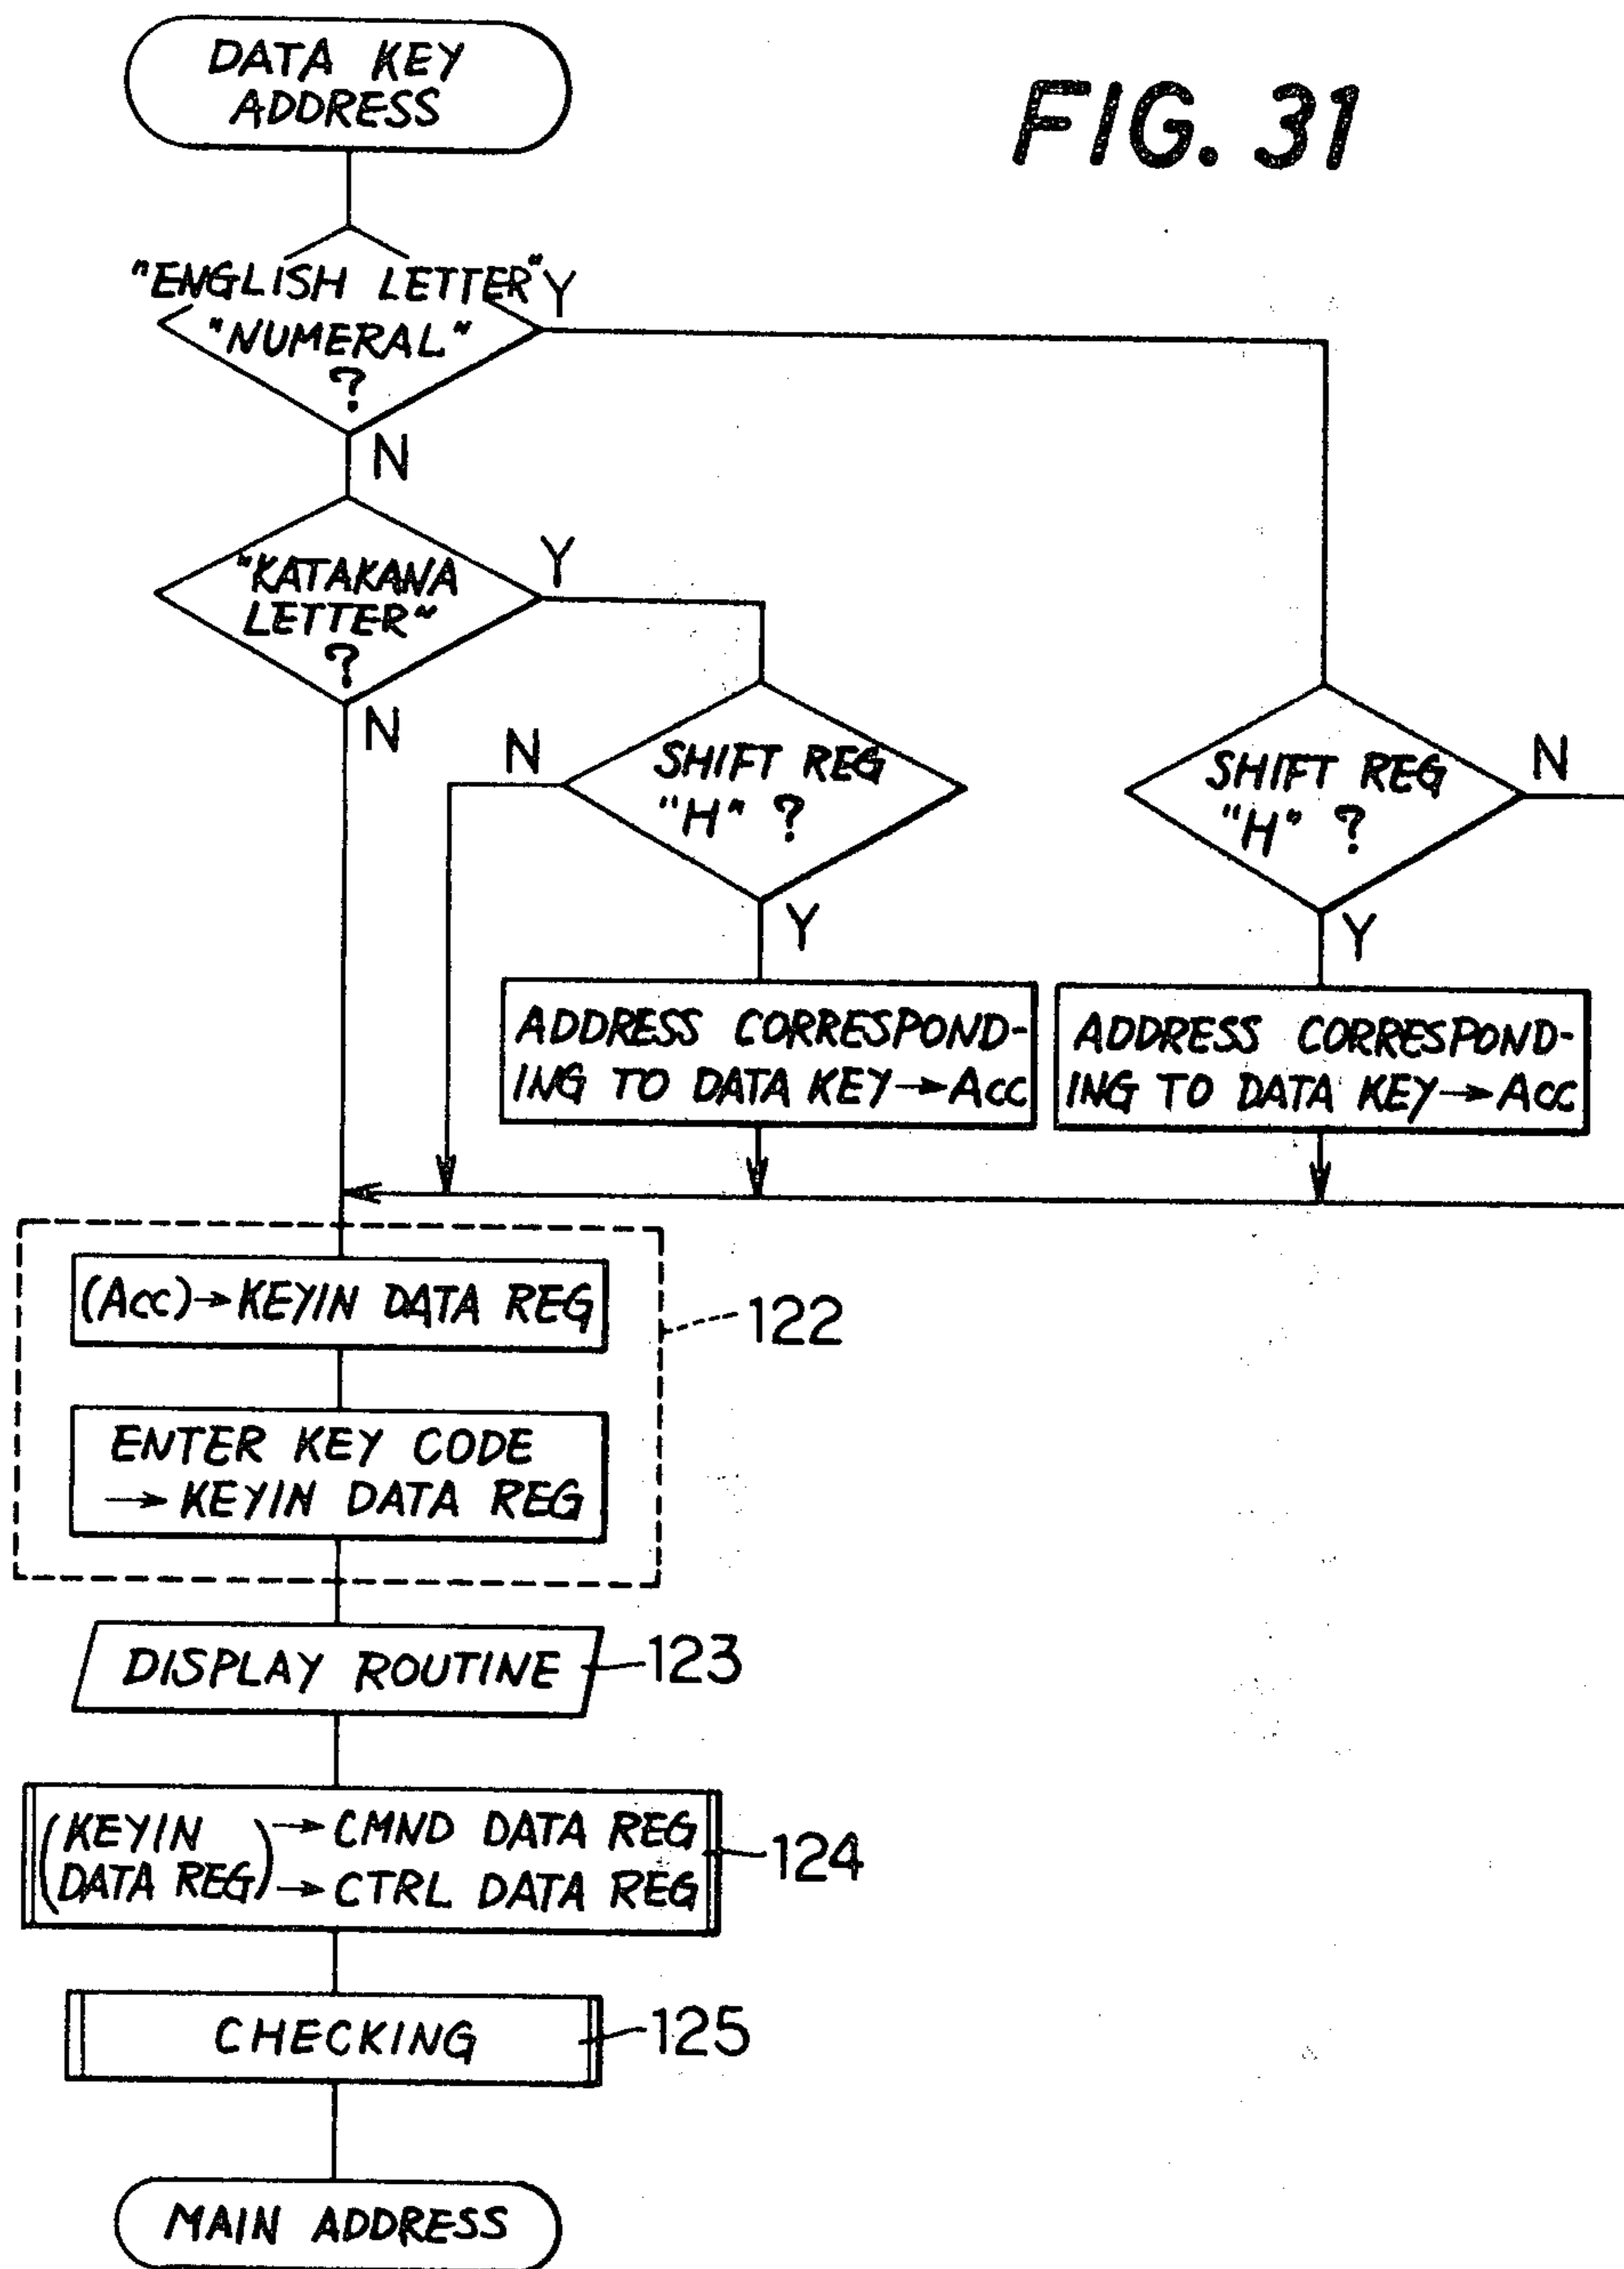 DATA KEY
ADDRESS
FIG. 31
"ENGLISH LETTER"
Y
"NUMERAL"
?
N
"KATAKANA
LETTER"
?
Y
N
SHIFT REG
"H" ?
N
Y
SHIFT REG
"H" ?
N
Y
ADDRESS CORRESPOND-
ING TO DATA KEY→ACC
ADDRESS CORRESPOND-
ING TO DATA KEY→ACC
(ACC)→KEYIN DATA REG
122
ENTER KEY CODE
→KEYIN DATA REG
DISPLAY ROUTINE
123
(KEYIN
DATA REG)
→CMND DATA REG
→CTRL DATA REG
124
CHECKING
125
MAIN ADDRESS